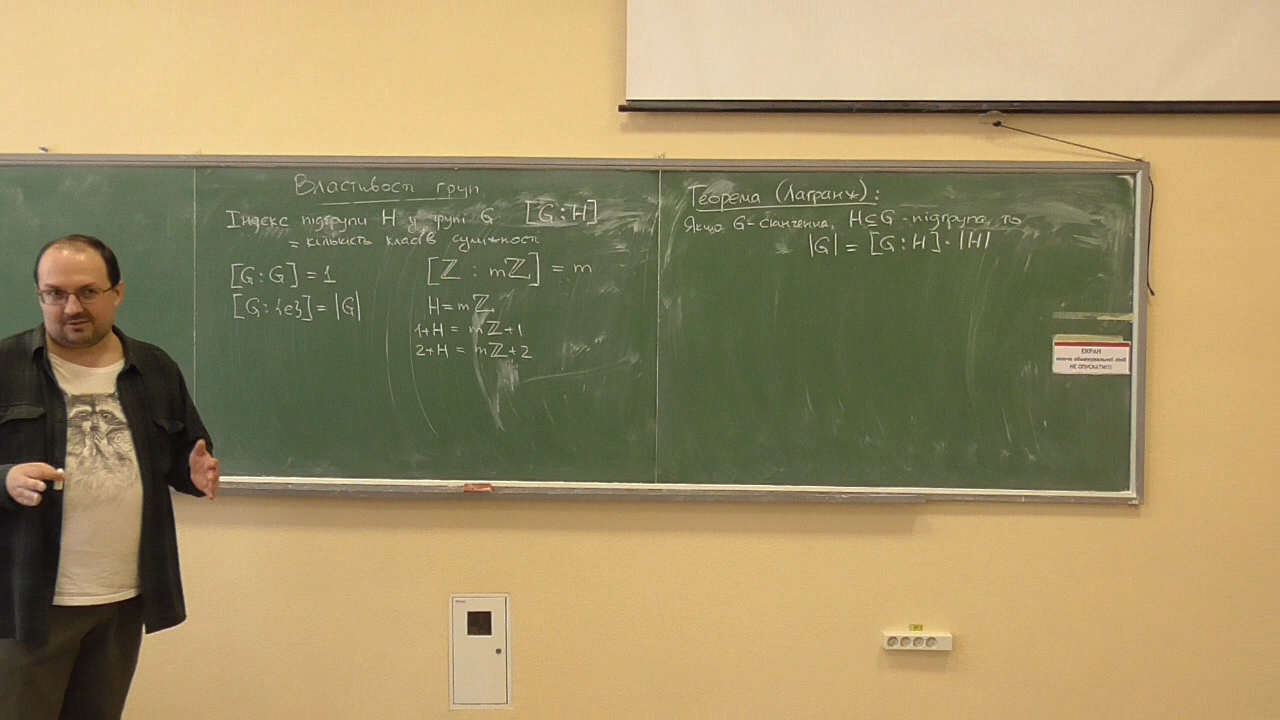 Властивості груп
Індекс підгрупи H у групі G [G:H]
= кількість класів суміжності
[G:G] = 1
[G:{e}] = |G|
[ℤ : mℤ] = m
H = mℤ
1+H = mℤ+1
2+H = mℤ+2
Теорема (Лагранж):
Якщо G - скінченна, H⊆G - підгрупа, то
|G| = [G:H]·|H|
ЕКРАН
НЕ ОПУСКАТИ!!!